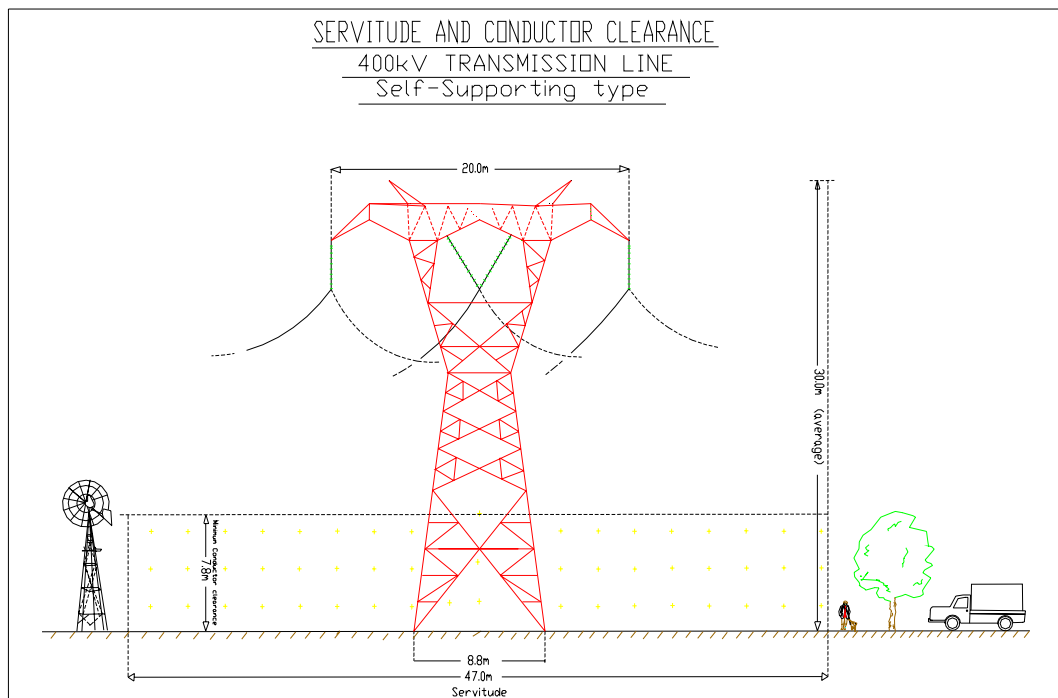 SERVITUDE AND CONDUCTOR CLEARANCE
400kV TRANSMISSION LINE
Self-Supporting type
20.0m
30.0m (average)
Minimun Conductor clearance
7.8m
8.8m
47.0m
Servitude